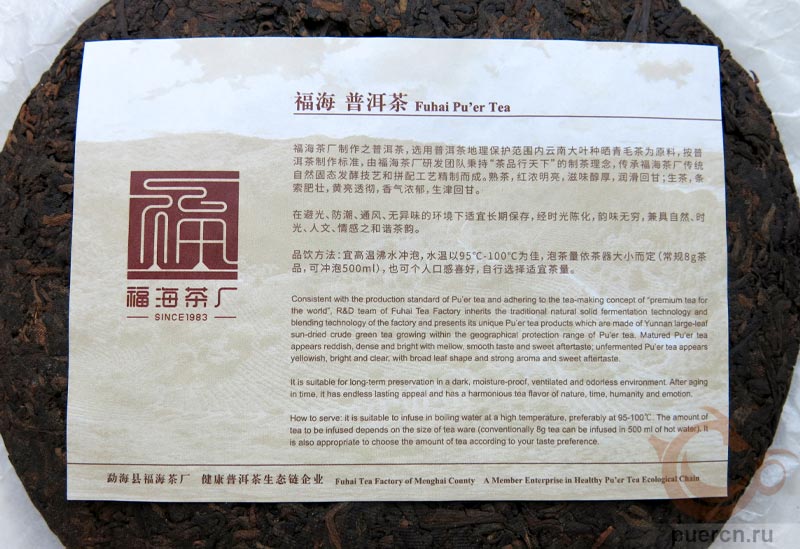 福海 普洱茶 Fuhai Pu'er Tea
福海茶厂制作之普洱茶，选用普洱茶地理保护范围内云南大叶种晒青毛茶为原料，按普
洱茶制作标准，由福海茶厂研发团队秉持“茶品行天下”的制茶理念，传承福海茶厂传统
自然固态发酵技艺和拼配工艺精制而成。熟茶，红浓明亮，滋味醇厚，润滑回甘；生茶，条
索肥壮，黄亮透彻，香气浓郁，生津回甘。
在避光、防潮、通风、无异味的环境下适宜长期保存，经时光陈化，韵味无穷，兼具自然、时
光、人文、情感之和谐茶韵。
品饮方法：宜高温沸水冲泡，水温以95℃-100℃为佳，泡茶量依茶器大小而定（常规8g茶
品，可冲泡500ml），也可个人口感喜好，自行选择适宜茶量。
福海茶厂
SINCE1983
Consistent with the production standard of Pu'er tea and adhering to the tea-making concept of “premium tea for
the world”, R&D team of Fuhai Tea Factory inherits the traditional natural solid fermentation technology and
blending technology of the factory and presents its unique Pu'er tea products which are made of Yunnan large-leaf
sun-dried crude green tea growing within the geographical protection range of Pu'er tea. Matured Pu'er tea
appears reddish, dense and bright with mellow, smooth taste and sweet aftertaste; unfermented Pu'er tea appears
yellowish, bright and clear, with broad leaf shape and strong aroma and sweet aftertaste.
It is suitable for long-term preservation in a dark, moisture-proof, ventilated and odorless environment. After aging
in time, it has endless lasting appeal and has a harmonious tea flavor of nature, time, humanity and emotion.
How to serve: it is suitable to infuse in boiling water at a high temperature, preferably at 95-100℃. The amount of
tea to be infused depends on the size of tea ware (conventionally 8g tea can be infused in 500 ml of hot water). It
is also appropriate to choose the amount of tea according to your taste preference.
勐海县福海茶厂 健康普洱茶生态链企业 Fuhai Tea Factory of Menghai County A Member Enterprise in Healthy Pu'er Tea Ecological Chain
puercn.ru